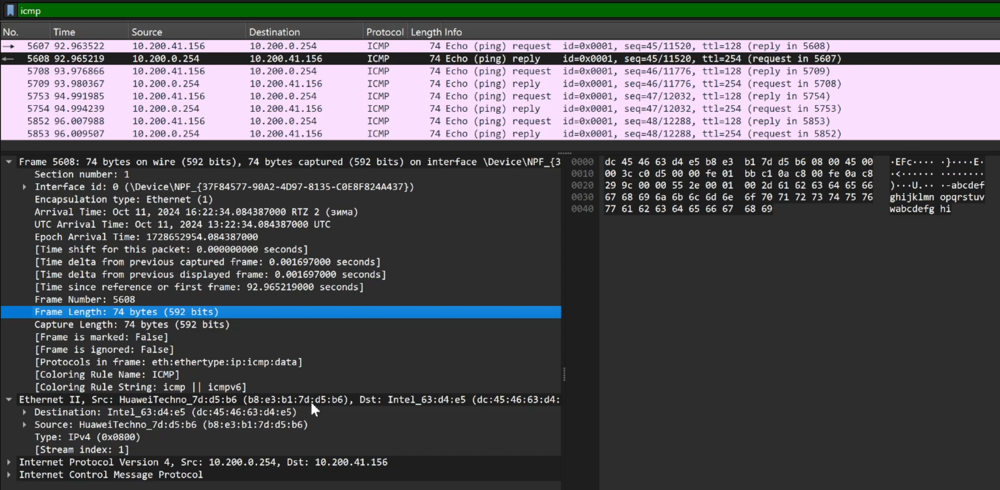 icmp
No. Time Source Destination Protocol Length Info
5607 92.963522 10.200.41.156 10.200.0.254 ICMP 74 Echo (ping) request id=0x0001, seq=45/11520, ttl=128 (reply in 5608)
5608 92.965219 10.200.0.254 10.200.41.156 ICMP 74 Echo (ping) reply id=0x0001, seq=45/11520, ttl=254 (request in 5607)
5708 93.976866 10.200.41.156 10.200.0.254 ICMP 74 Echo (ping) request id=0x0001, seq=46/11776, ttl=128 (reply in 5709)
5709 93.980367 10.200.0.254 10.200.41.156 ICMP 74 Echo (ping) reply id=0x0001, seq=46/11776, ttl=254 (request in 5708)
5753 94.991985 10.200.41.156 10.200.0.254 ICMP 74 Echo (ping) request id=0x0001, seq=47/12032, ttl=128 (reply in 5754)
5754 94.994239 10.200.0.254 10.200.41.156 ICMP 74 Echo (ping) reply id=0x0001, seq=47/12032, ttl=254 (request in 5753)
5852 96.007988 10.200.41.156 10.200.0.254 ICMP 74 Echo (ping) request id=0x0001, seq=48/12288, ttl=128 (reply in 5853)
5853 96.009507 10.200.0.254 10.200.41.156 ICMP 74 Echo (ping) reply id=0x0001, seq=48/12288, ttl=254 (request in 5852)
Frame 5608: 74 bytes on wire (592 bits), 74 bytes captured (592 bits) on interface \Device\NPF_{3
Section number: 1
Interface id: 0 (\Device\NPF_{37F84577-90A2-4D97-8135-C0E8F824A437})
Encapsulation type: Ethernet (1)
Arrival Time: Oct 11, 2024 16:22:34.084387000 RTZ 2 (зима)
UTC Arrival Time: Oct 11, 2024 13:22:34.084387000 UTC
Epoch Arrival Time: 1728652954.084387000
[Time shift for this packet: 0.000000000 seconds]
[Time delta from previous captured frame: 0.001697000 seconds]
[Time delta from previous displayed frame: 0.001697000 seconds]
[Time since reference or first frame: 92.965219000 seconds]
Frame Number: 5608
Frame Length: 74 bytes (592 bits)
Capture Length: 74 bytes (592 bits)
[Frame is marked: False]
[Frame is ignored: False]
[Protocols in frame: eth:ethertype:ip:icmp:data]
[Coloring Rule Name: ICMP]
[Coloring Rule String: icmp || icmpv6]
Ethernet II, Src: HuaweiTechno_7d:d5:b6 (b8:e3:b1:7d:d5:b6), Dst: Intel_63:d4:e5 (dc:45:46:63:d4:
Destination: Intel_63:d4:e5 (dc:45:46:63:d4:e5)
Source: HuaweiTechno_7d:d5:b6 (b8:e3:b1:7d:d5:b6)
Type: IPv4 (0x0800)
[Stream index: 1]
Internet Protocol Version 4, Src: 10.200.0.254, Dst: 10.200.41.156
Internet Control Message Protocol
0000 dc 45 46 63 d4 e5 b8 e3 b1 7d d5 b6 08 00 45 00 ·EFc···· ·}····E·
0010 00 3c c0 d5 00 00 fe 01 bb c1 0a c8 00 fe 0a c8 ·<······ ········
0020 29 9c 00 00 55 2e 00 01 00 2d 61 62 63 64 65 66 )···U.·· ·-abcdef
0030 67 68 69 6a 6b 6c 6d 6e 6f 70 71 72 73 74 75 76 ghijklmn opqrstuv
0040 77 61 62 63 64 65 66 67 68 69 wabcdefg hi